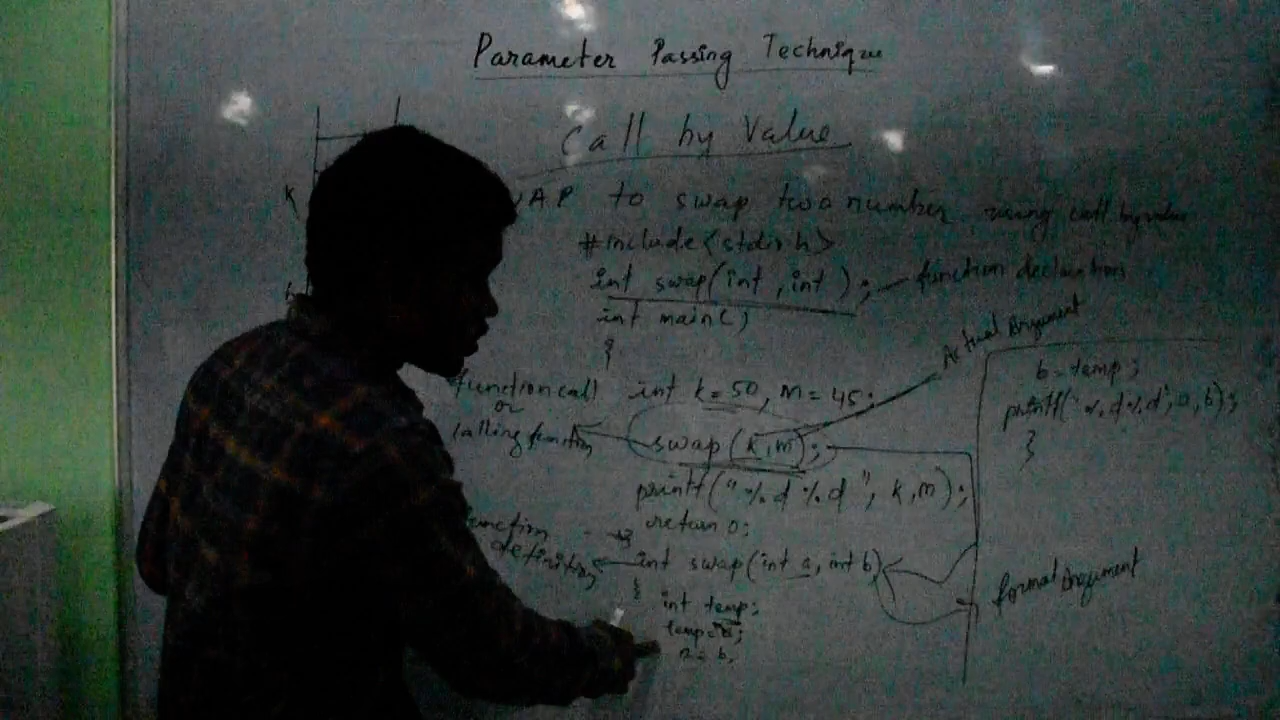 Parameter Passing Technique
Call by Value
K
WAP to swap two number using call by value
#include<stdio.h>
int swap(int, int); function declaration
int main()
{
Actual Argument
function call
or
calling function
int k=50, m=45;
swap(k,m);
printf("%d %d", k,m);
return 0;
}
function definition
int swap(int a, int b)
{
int temp;
temp=a;
a=b;
b=temp;
printf("%d%d",a,b);
}
formal Argument